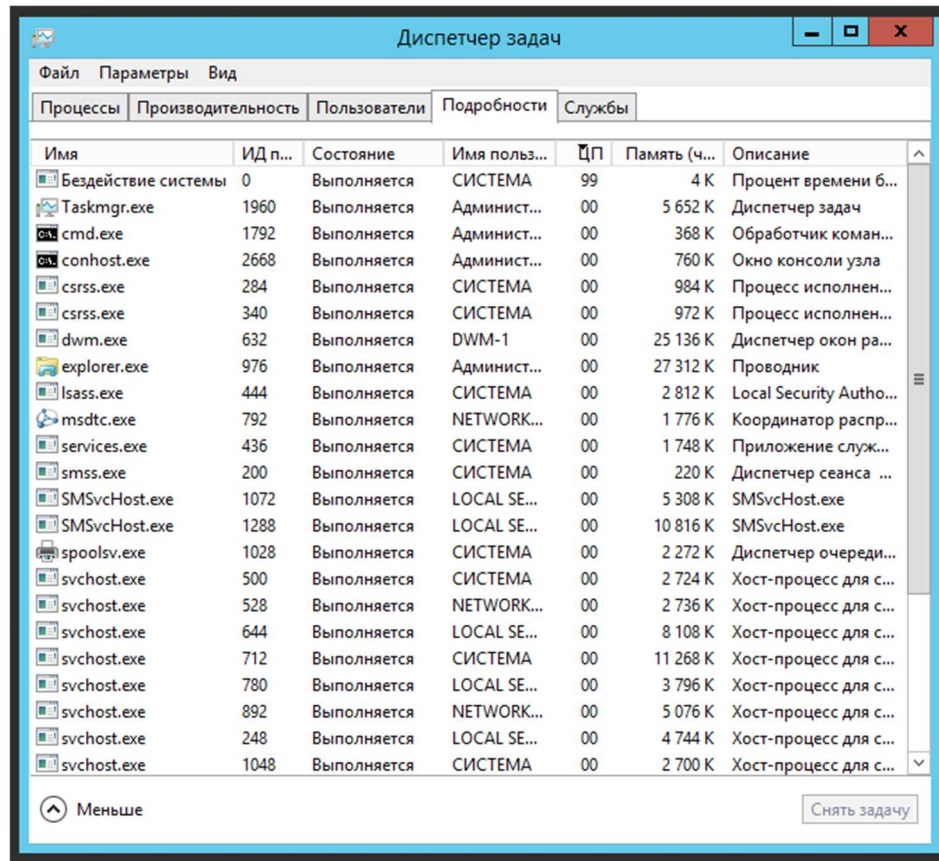 Диспетчер задач
Файл Параметры Вид
Процессы Производительность Пользователи Подробности Службы
Имя ИД п... Состояние Имя польз... ЦП Память (ч... Описание
Бездействие системы 0 Выполняется СИСТЕМА 99 4 K Процент времени б...
Taskmgr.exe 1960 Выполняется Админист... 00 5 652 K Диспетчер задач
cmd.exe 1792 Выполняется Админист... 00 368 K Обработчик коман...
conhost.exe 2668 Выполняется Админист... 00 760 K Окно консоли узла
csrss.exe 284 Выполняется СИСТЕМА 00 984 K Процесс исполнен...
csrss.exe 340 Выполняется СИСТЕМА 00 972 K Процесс исполнен...
dwm.exe 632 Выполняется DWM-1 00 25 136 K Диспетчер окон ра...
explorer.exe 976 Выполняется Админист... 00 27 312 K Проводник
lsass.exe 444 Выполняется СИСТЕМА 00 2 812 K Local Security Autho...
msdtc.exe 792 Выполняется NETWORK... 00 1 776 K Координатор распр...
services.exe 436 Выполняется СИСТЕМА 00 1 748 K Приложение служ...
smss.exe 200 Выполняется СИСТЕМА 00 220 K Диспетчер сеанса ...
SMSvcHost.exe 1072 Выполняется LOCAL SE... 00 5 308 K SMSvcHost.exe
SMSvcHost.exe 1288 Выполняется LOCAL SE... 00 10 816 K SMSvcHost.exe
spoolsv.exe 1028 Выполняется СИСТЕМА 00 2 272 K Диспетчер очереди...
svchost.exe 500 Выполняется СИСТЕМА 00 2 724 K Хост-процесс для с...
svchost.exe 528 Выполняется NETWORK... 00 2 736 K Хост-процесс для с...
svchost.exe 644 Выполняется LOCAL SE... 00 8 108 K Хост-процесс для с...
svchost.exe 712 Выполняется СИСТЕМА 00 11 268 K Хост-процесс для с...
svchost.exe 780 Выполняется LOCAL SE... 00 3 796 K Хост-процесс для с...
svchost.exe 892 Выполняется NETWORK... 00 5 076 K Хост-процесс для с...
svchost.exe 248 Выполняется LOCAL SE... 00 4 744 K Хост-процесс для с...
svchost.exe 1048 Выполняется СИСТЕМА 00 2 700 K Хост-процесс для с...
Меньше Снять задачу